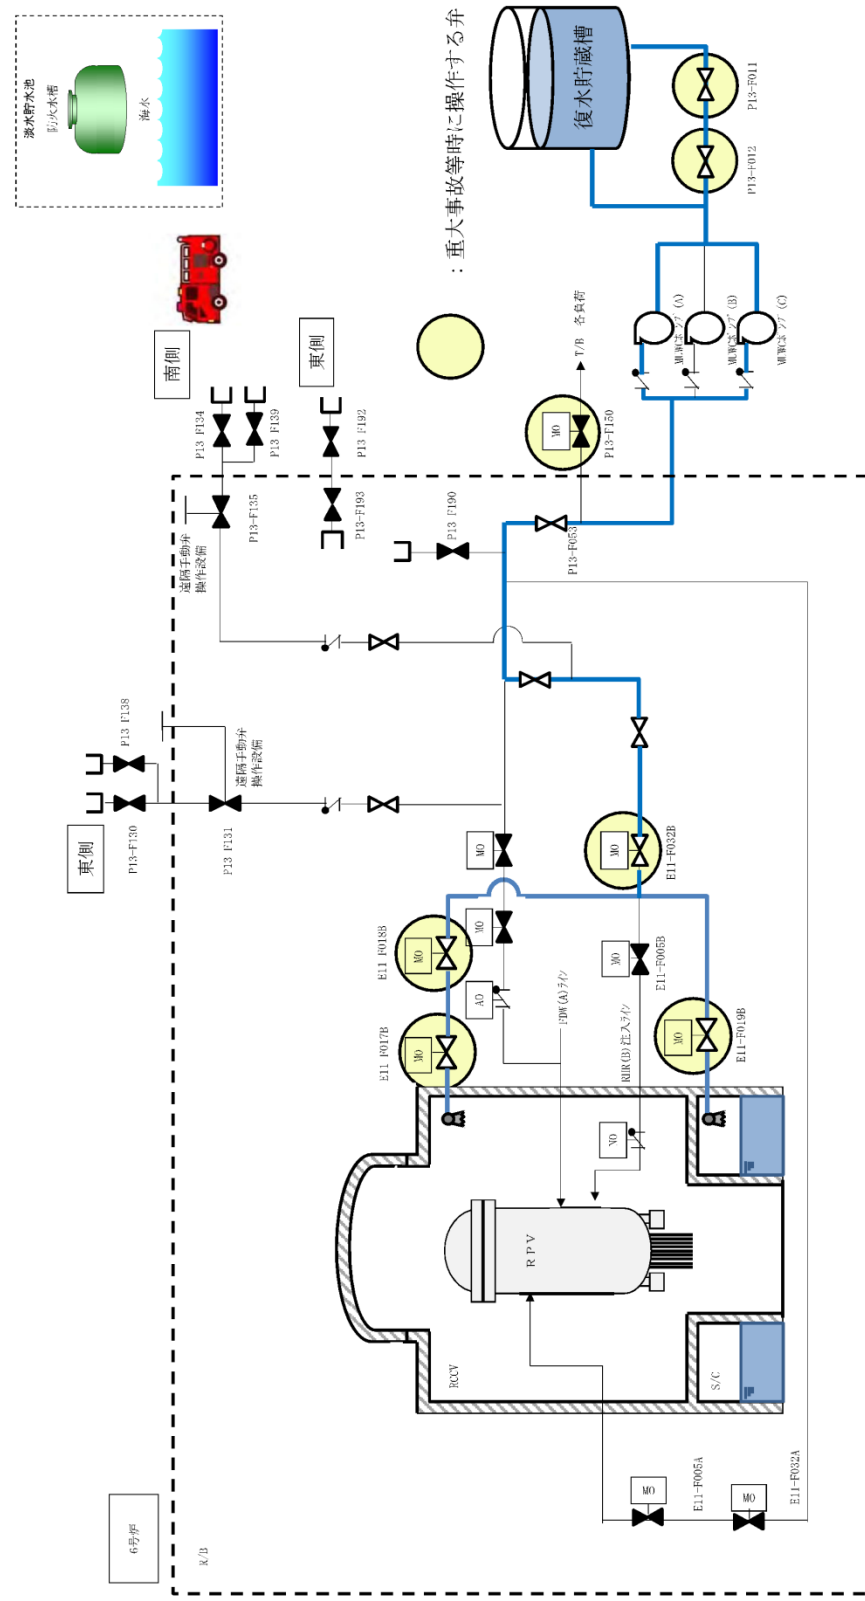 淡水貯水池
防火水槽
海水
: 重大事故等時に操作する弁
復水貯蔵槽
P13-F011
P13-F012
MUWCポンプ(A)
MUWCポンプ(B)
MUWCポンプ(C)
南側
東側
T/B 各負荷
MO
P13-F150
P13 F134
P13 F139
P13-F135
遠隔手動弁
操作設備
P13 F192
P13-F193
P13 F190
P13-F053
東側
P13 F138
P13-F130
P13 F131
遠隔手動弁
操作設備
MO
MO
AO
FDW(A)ライン
MO
E11 F018B
MO
E11 F017B
MO
E11-F032B
MO
E11-F005B
RHR(B)注入ライン
NO
MO
E11-F019B
RPV
RCCV
S/C
MO
E11-F005A
MO
E11-F032A
6号炉
R/B